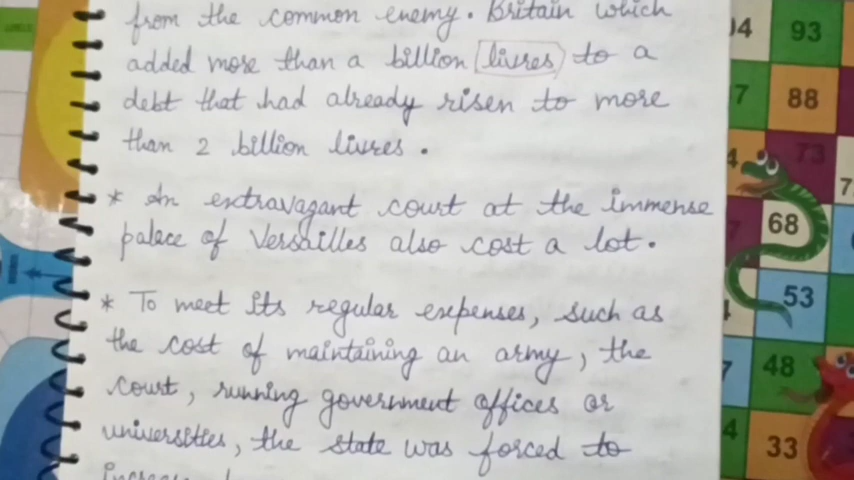 from the common enemy. Britain which
added more than a billion livres to a
debt that had already risen to more
than 2 billion livres.
* An extravagant court at the immense
palace of Versailles also cost a lot.
* To meet its regular expenses, such as
the cost of maintaining an army, the
court, running government offices or
universities, the state was forced to
93
88
73
68
53
48
33